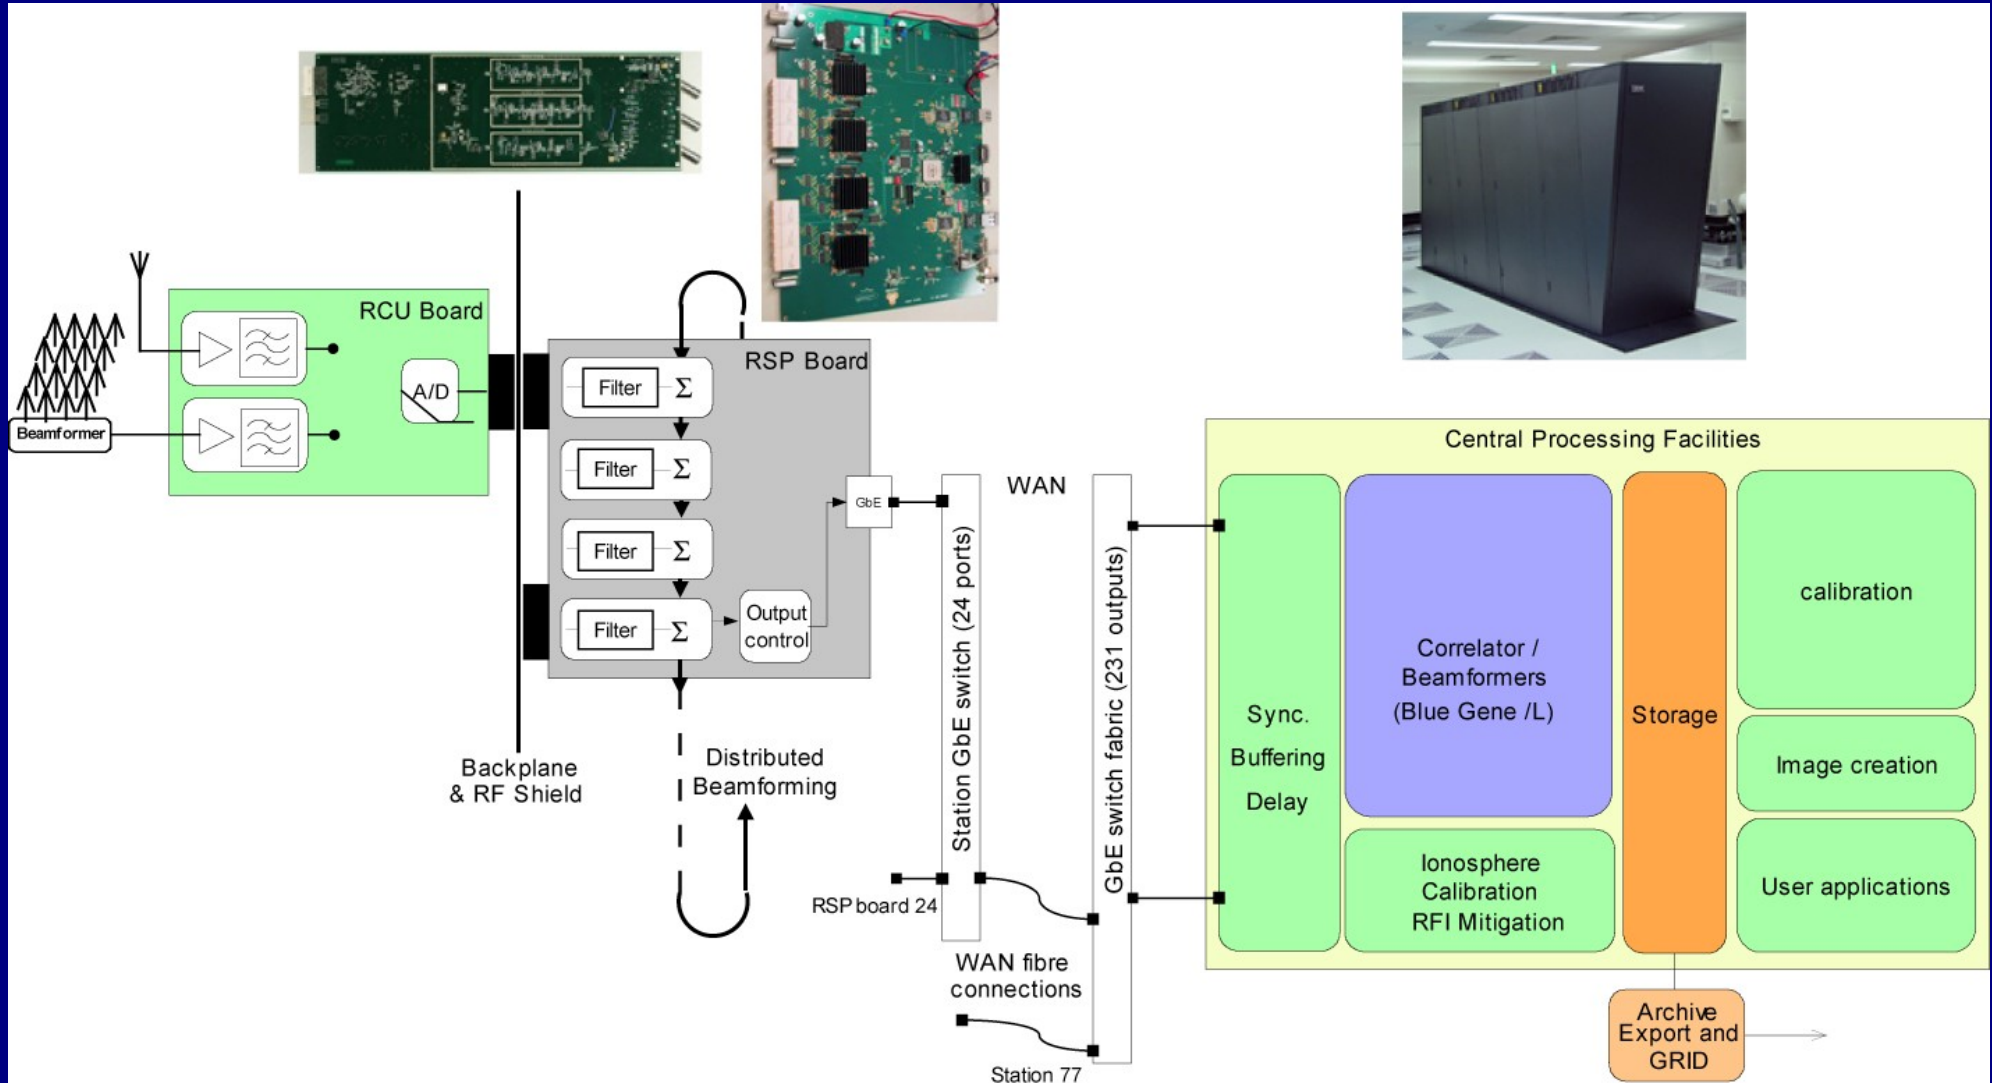 RCU Board
A/D
Beamformer
RSP Board
Filter Σ
Filter Σ
Filter Σ
Filter Σ
Output
control
GbE
Backplane
& RF Shield
Distributed
Beamforming
Station GbE switch (24 ports)
RSP board 24
WAN
GbE switch fabric (231 outputs)
WAN fibre
connections
Station 77
Central Processing Facilities
Sync.
Buffering
Delay
Correlator /
Beamformers
(Blue Gene /L)
Ionosphere
Calibration
RFI Mitigation
Storage
calibration
Image creation
User applications
Archive
Export and
GRID